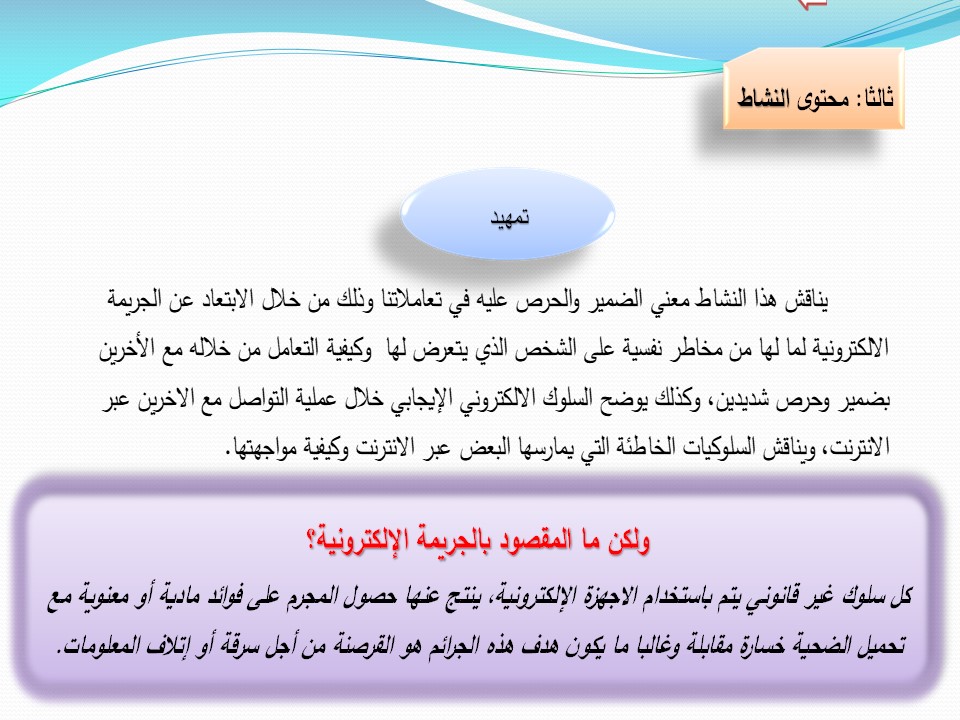 ثالثا: محتوى النشاط
تمهيد
يناقش هذا النشاط معني الضمير والحرص عليه في تعاملاتنا وذلك من خلال الابتعاد عن الجريمة
الالكترونية لما لها من مخاطر نفسية على الشخص الذي يتعرض لها وكيفية التعامل من خلاله مع الأخرين
بضمير وحرص شديدين، وكذلك يوضح السلوك الالكتروني الإيجابي خلال عملية التواصل مع الاخرين عبر
الانترنت، ويناقش السلوكيات الخاطئة التي يمارسها البعض عبر الانترنت وكيفية مواجهتها.
ولكن ما المقصود بالجريمة الإلكترونية؟
كل سلوك غير قانوني يتم باستخدام الاجهزة الإلكترونية، ينتج عنها حصول المجرم على فوائد مادية أو معنوية مع
تحميل الضحية خسارة مقابلة وغالبا ما يكون هدف هذه الجرائم هو القرصنة من أجل سرقة أو إتلاف المعلومات.